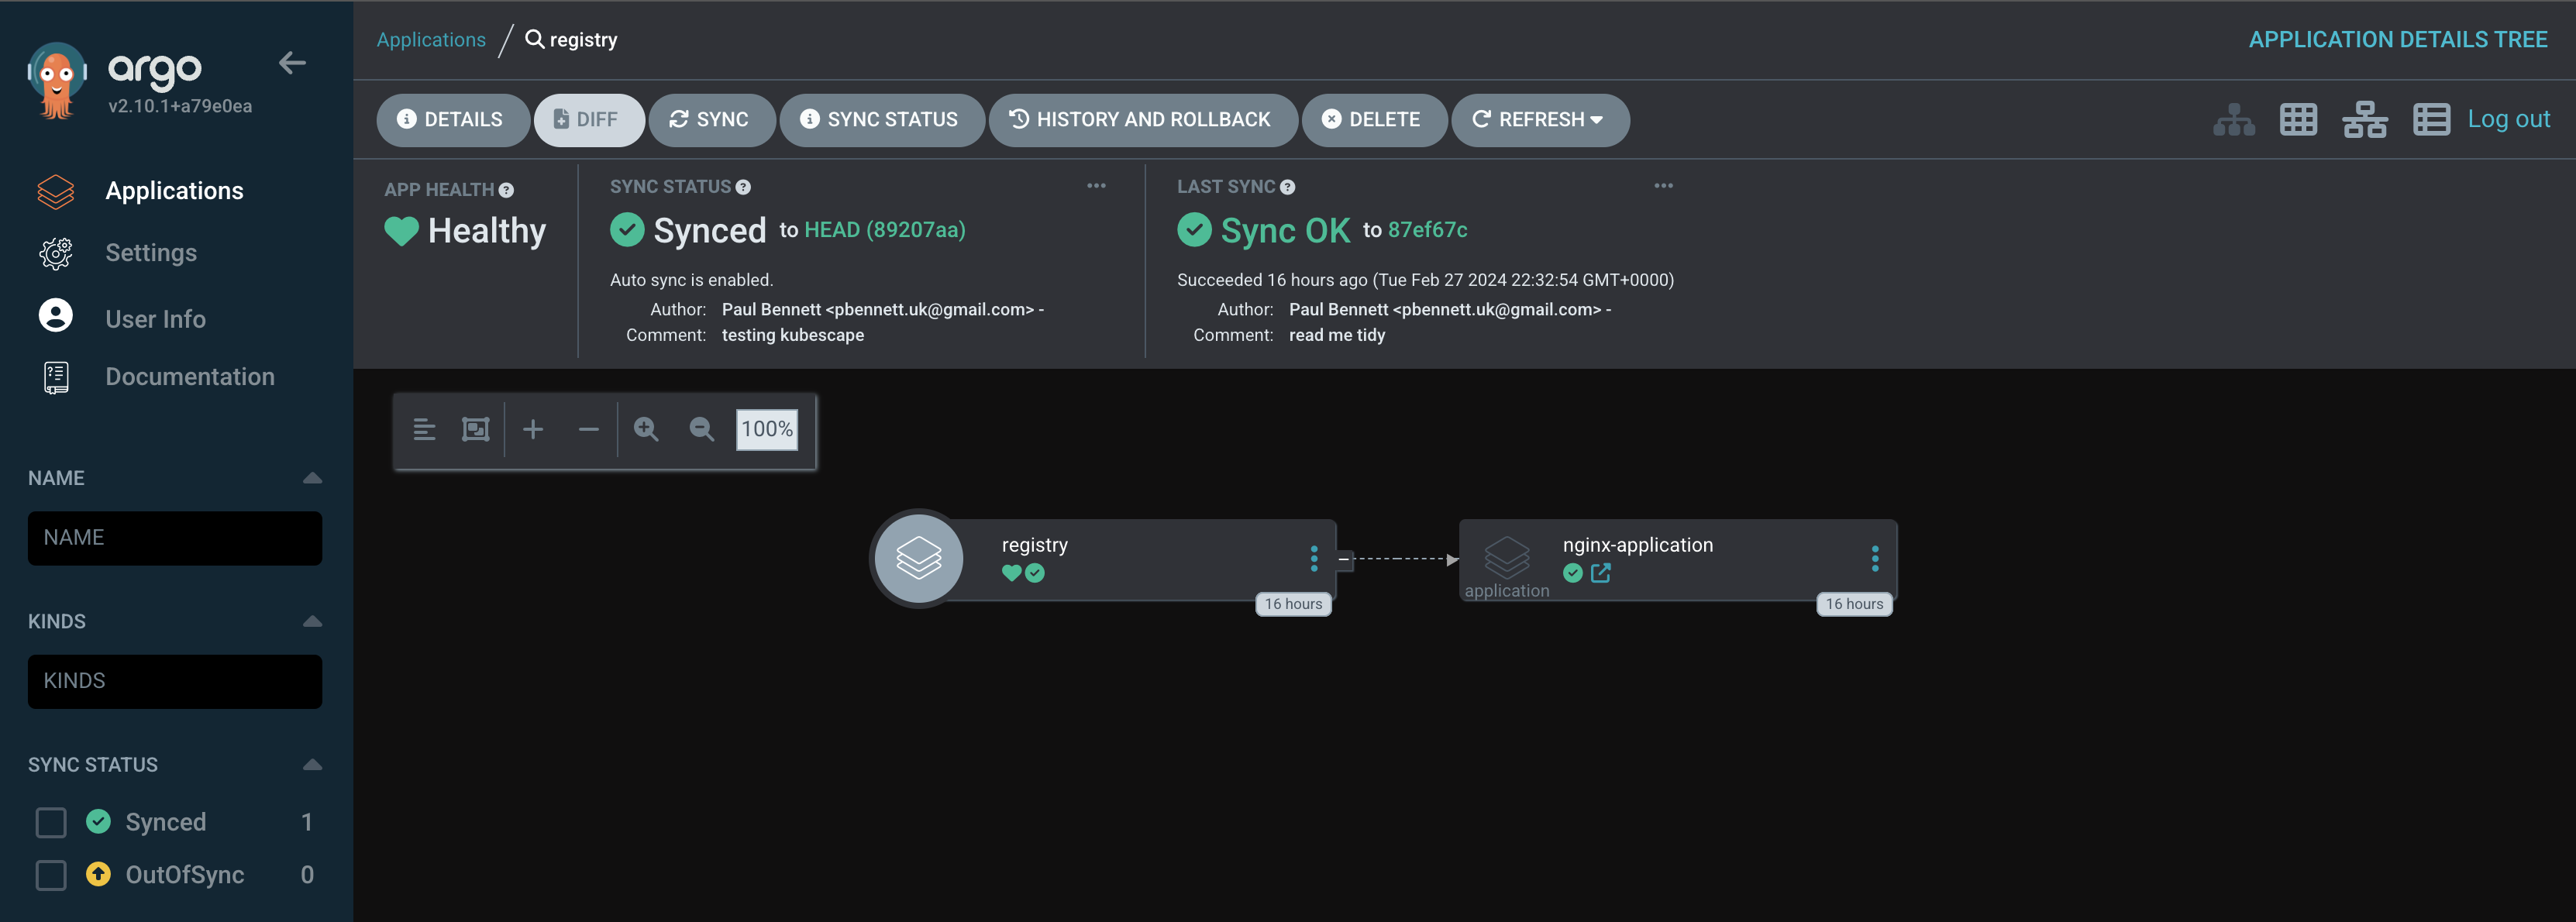 argo
v2.10.1+a79e0ea
Applications
Settings
User Info
Documentation
NAME
NAME
KINDS
KINDS
SYNC STATUS
Synced 1
OutOfSync 0
Applications / registry
APPLICATION DETAILS TREE
DETAILS DIFF SYNC SYNC STATUS HISTORY AND ROLLBACK DELETE REFRESH
Log out
APP HEALTH
Healthy
SYNC STATUS
Synced to HEAD (89207aa)
Auto sync is enabled.
Author: Paul Bennett <pbennett.uk@gmail.com> -
Comment: testing kubescape
LAST SYNC
Sync OK to 87ef67c
Succeeded 16 hours ago (Tue Feb 27 2024 22:32:54 GMT+0000)
Author: Paul Bennett <pbennett.uk@gmail.com> -
Comment: read me tidy
100%
registry
16 hours
nginx-application
application
16 hours